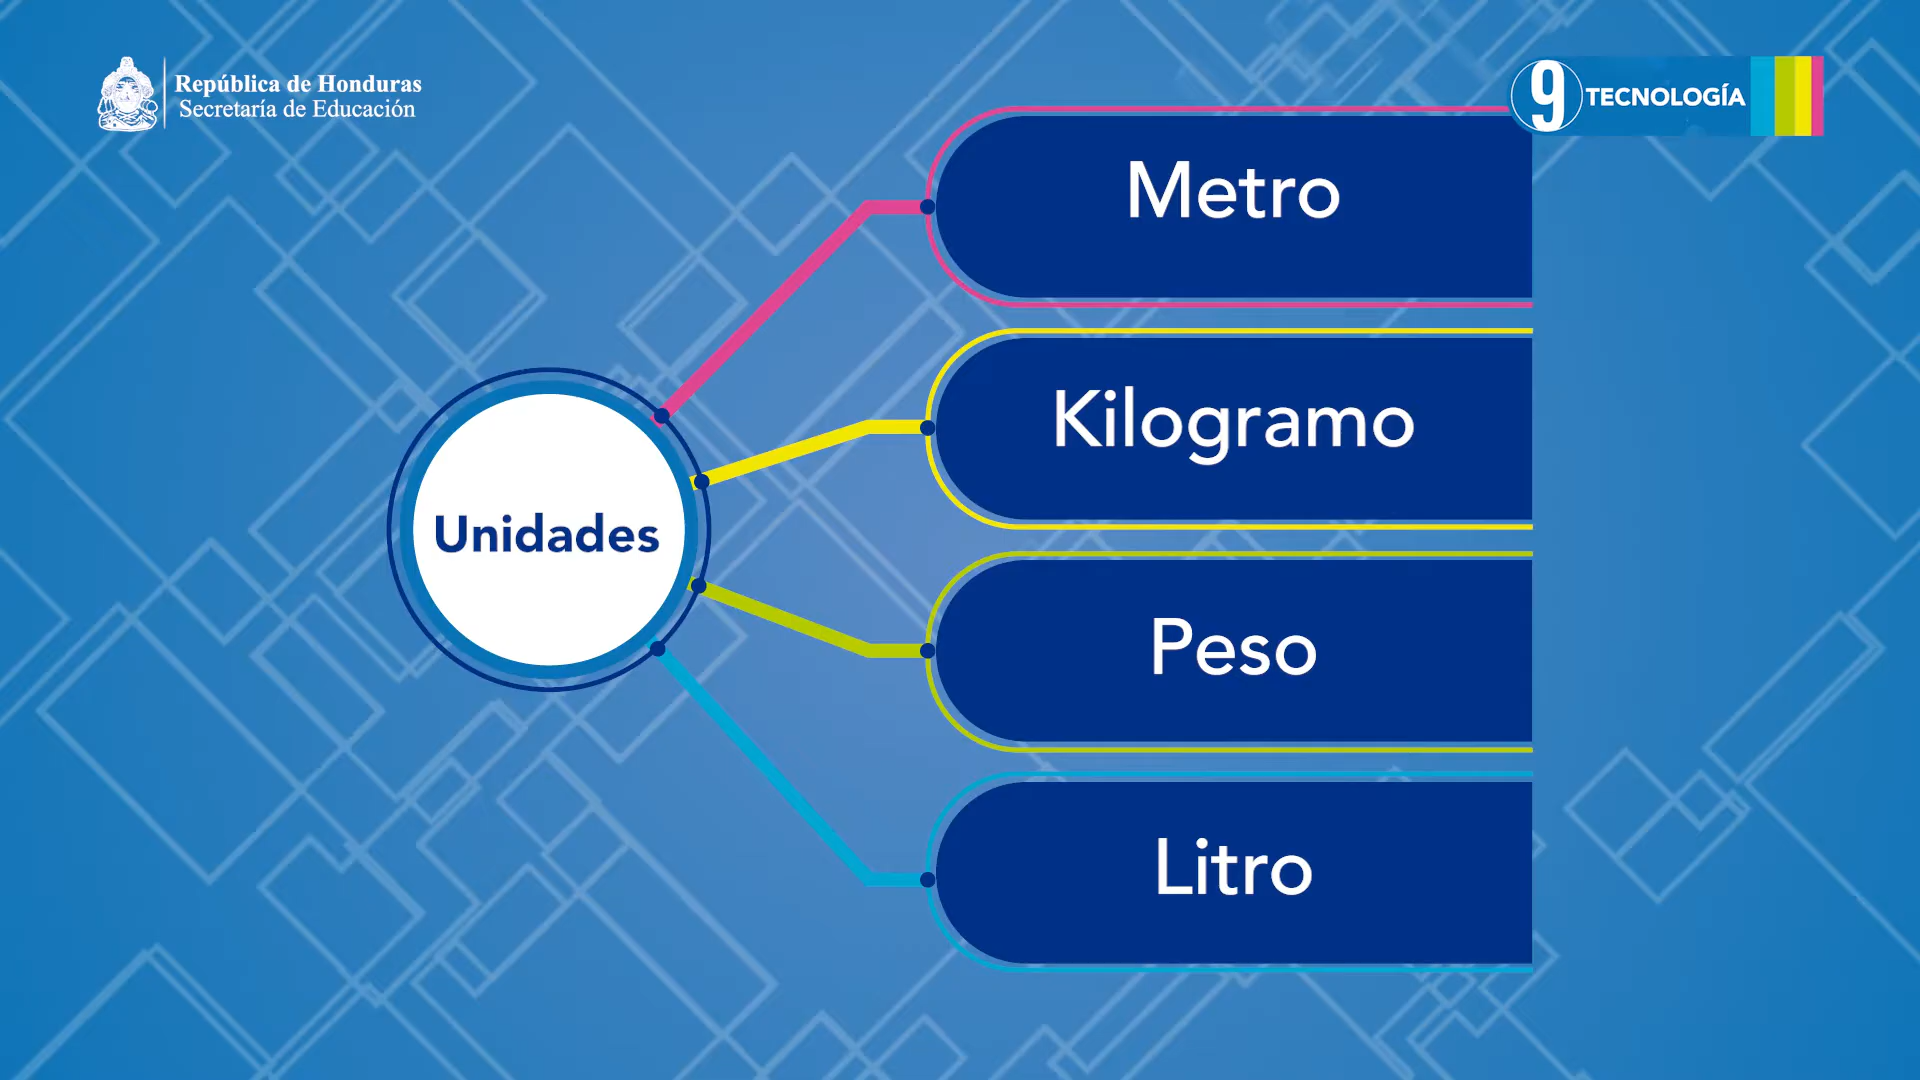 República de Honduras
Secretaría de Educación
9 TECNOLOGÍA
Metro
Kilogramo
Unidades
Peso
Litro